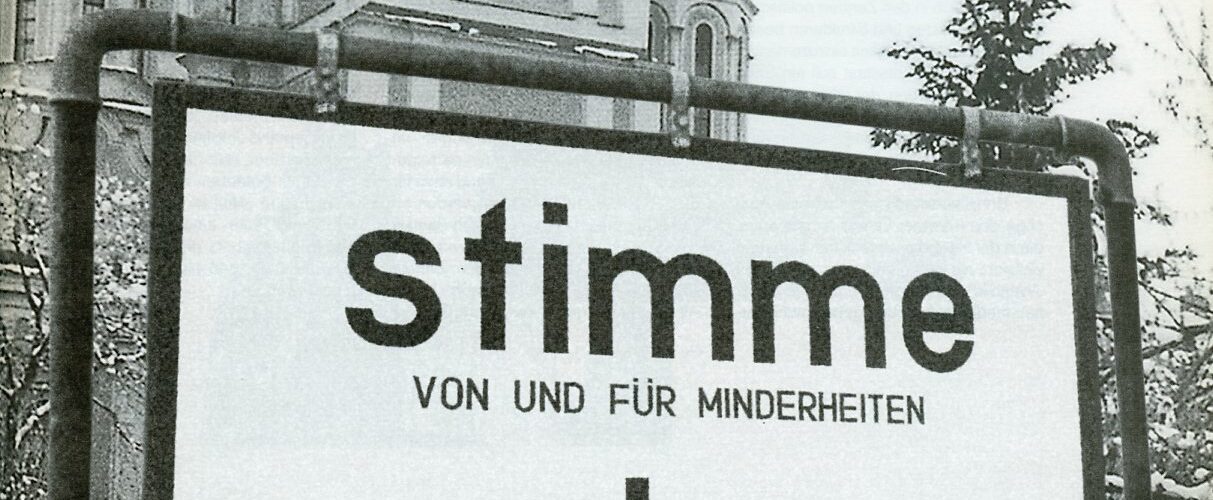 stimme
VON UND FÜR MINDERHEITEN